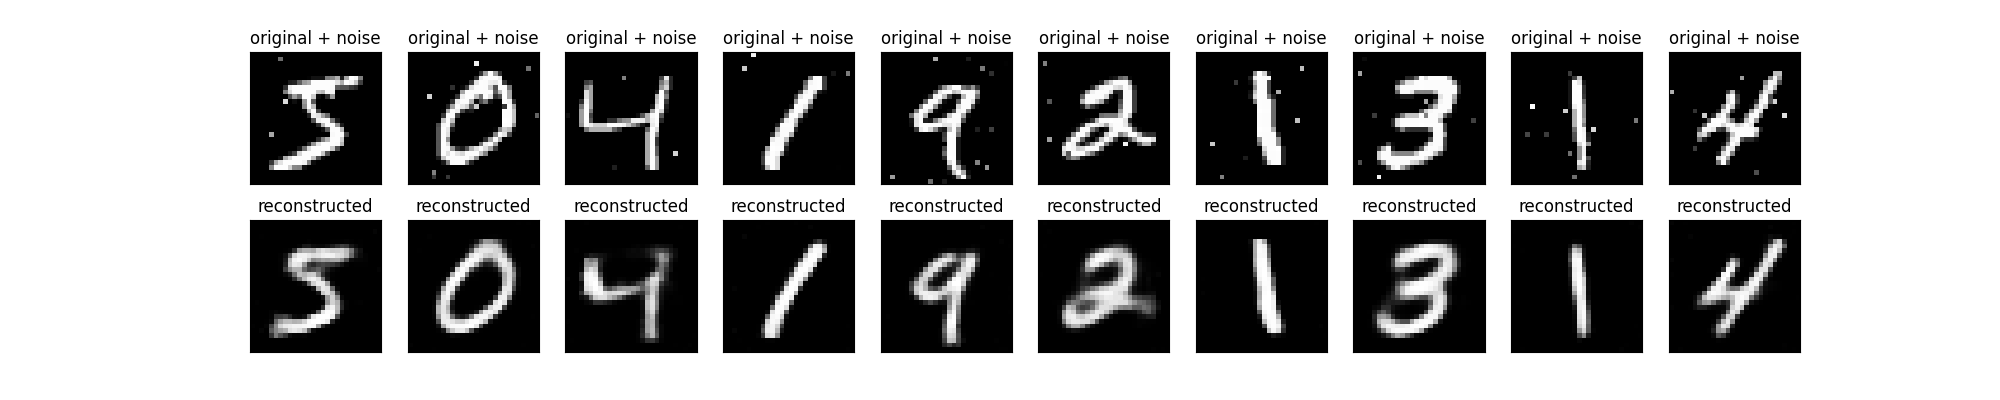 original + noise original + noise original + noise original + noise original + noise original + noise original + noise original + noise original + noise original + noise
5 0 4 1 9 2 1 3 1 4
reconstructed reconstructed reconstructed reconstructed reconstructed reconstructed reconstructed reconstructed reconstructed reconstructed
5 0 4 1 9 2 1 3 1 4